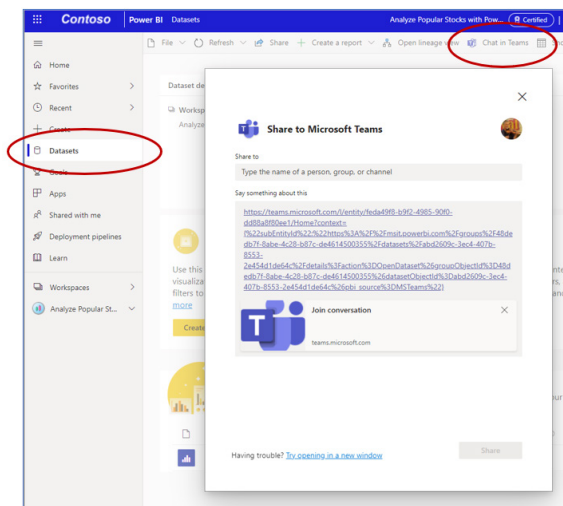 Contoso Power BI Datasets Analyze Popular Stocks with Pow... Certified
File Refresh Share Create a report Open lineage view Chat in Teams
Home
Favorites
Recent
Create
Datasets
Goals
Apps
Shared with me
Deployment pipelines
Learn
Workspaces
Analyze Popular St...
Dataset de
Worksp
Analyze
Use this
visualiza
filters to
more
Create
Share to Microsoft Teams
Share to
Type the name of a person, group, or channel
Say something about this
https://teams.microsoft.com/l/entity/feda49f8-b9f2-4985-90f0-
dd88a8f80ee1/Home?context=
{%22subEntityId%22:%22https%3A%2F%2Fmsit.powerbi.com%2Fgroups%2F48de
db7f-8abe-4c28-b87c-de4614500355%2Fdatasets%2Fabd2609c-3ec4-407b-
8553-
2e454d1de64c%2Fdetails%3Faction%3DOpenDataset%26groupObjectId%3D48d
edb7f-8abe-4c28-b87c-de4614500355%26datasetObjectId%3Dabd2609c-3ec4-
407b-8553-2e454d1de64c%26pbi_source%3DMSTeams%22}
Join conversation
teams.microsoft.com
Having trouble? Try opening in a new window
Share